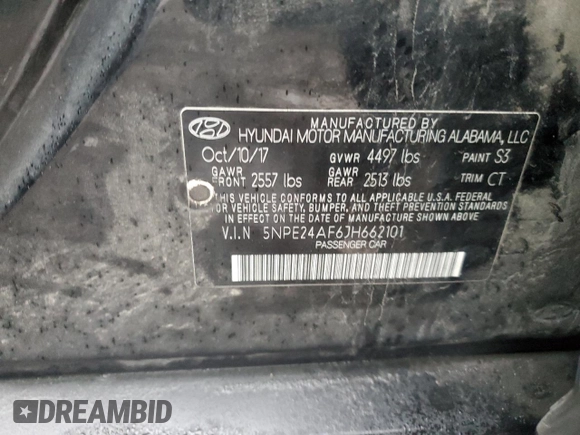 MANUFACTURED BY
HYUNDAI MOTOR MANUFACTURING ALABAMA, LLC
Oct/10/17 GVWR 4497 lbs PAINT S3
GAWR FRONT 2557 lbs GAWR REAR 2513 lbs TRIM CT
THIS VEHICLE CONFORMS TO ALL APPLICABLE U.S.A. FEDERAL
MOTOR VEHICLE SAFETY, BUMPER, AND THEFT PREVENTION STANDARDS
IN EFFECT ON THE DATE OF MANUFACTURE SHOWN ABOVE.
V.I.N 5NPE24AF6JH662101
PASSENGER CAR
DREAMBID